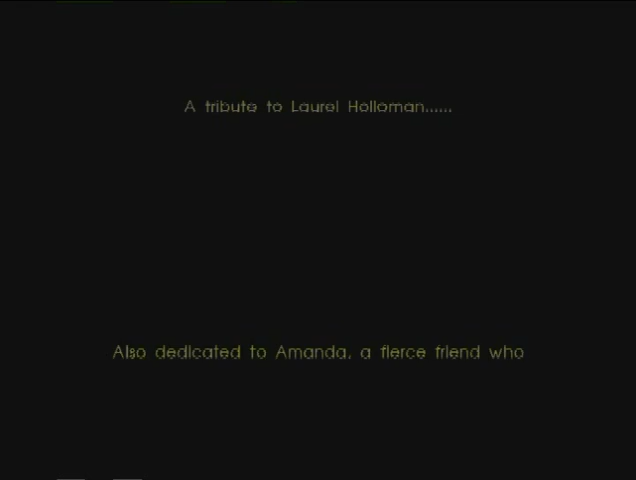 A tribute to Laurel Holloman......
Also dedicated to Amanda, a fierce friend who